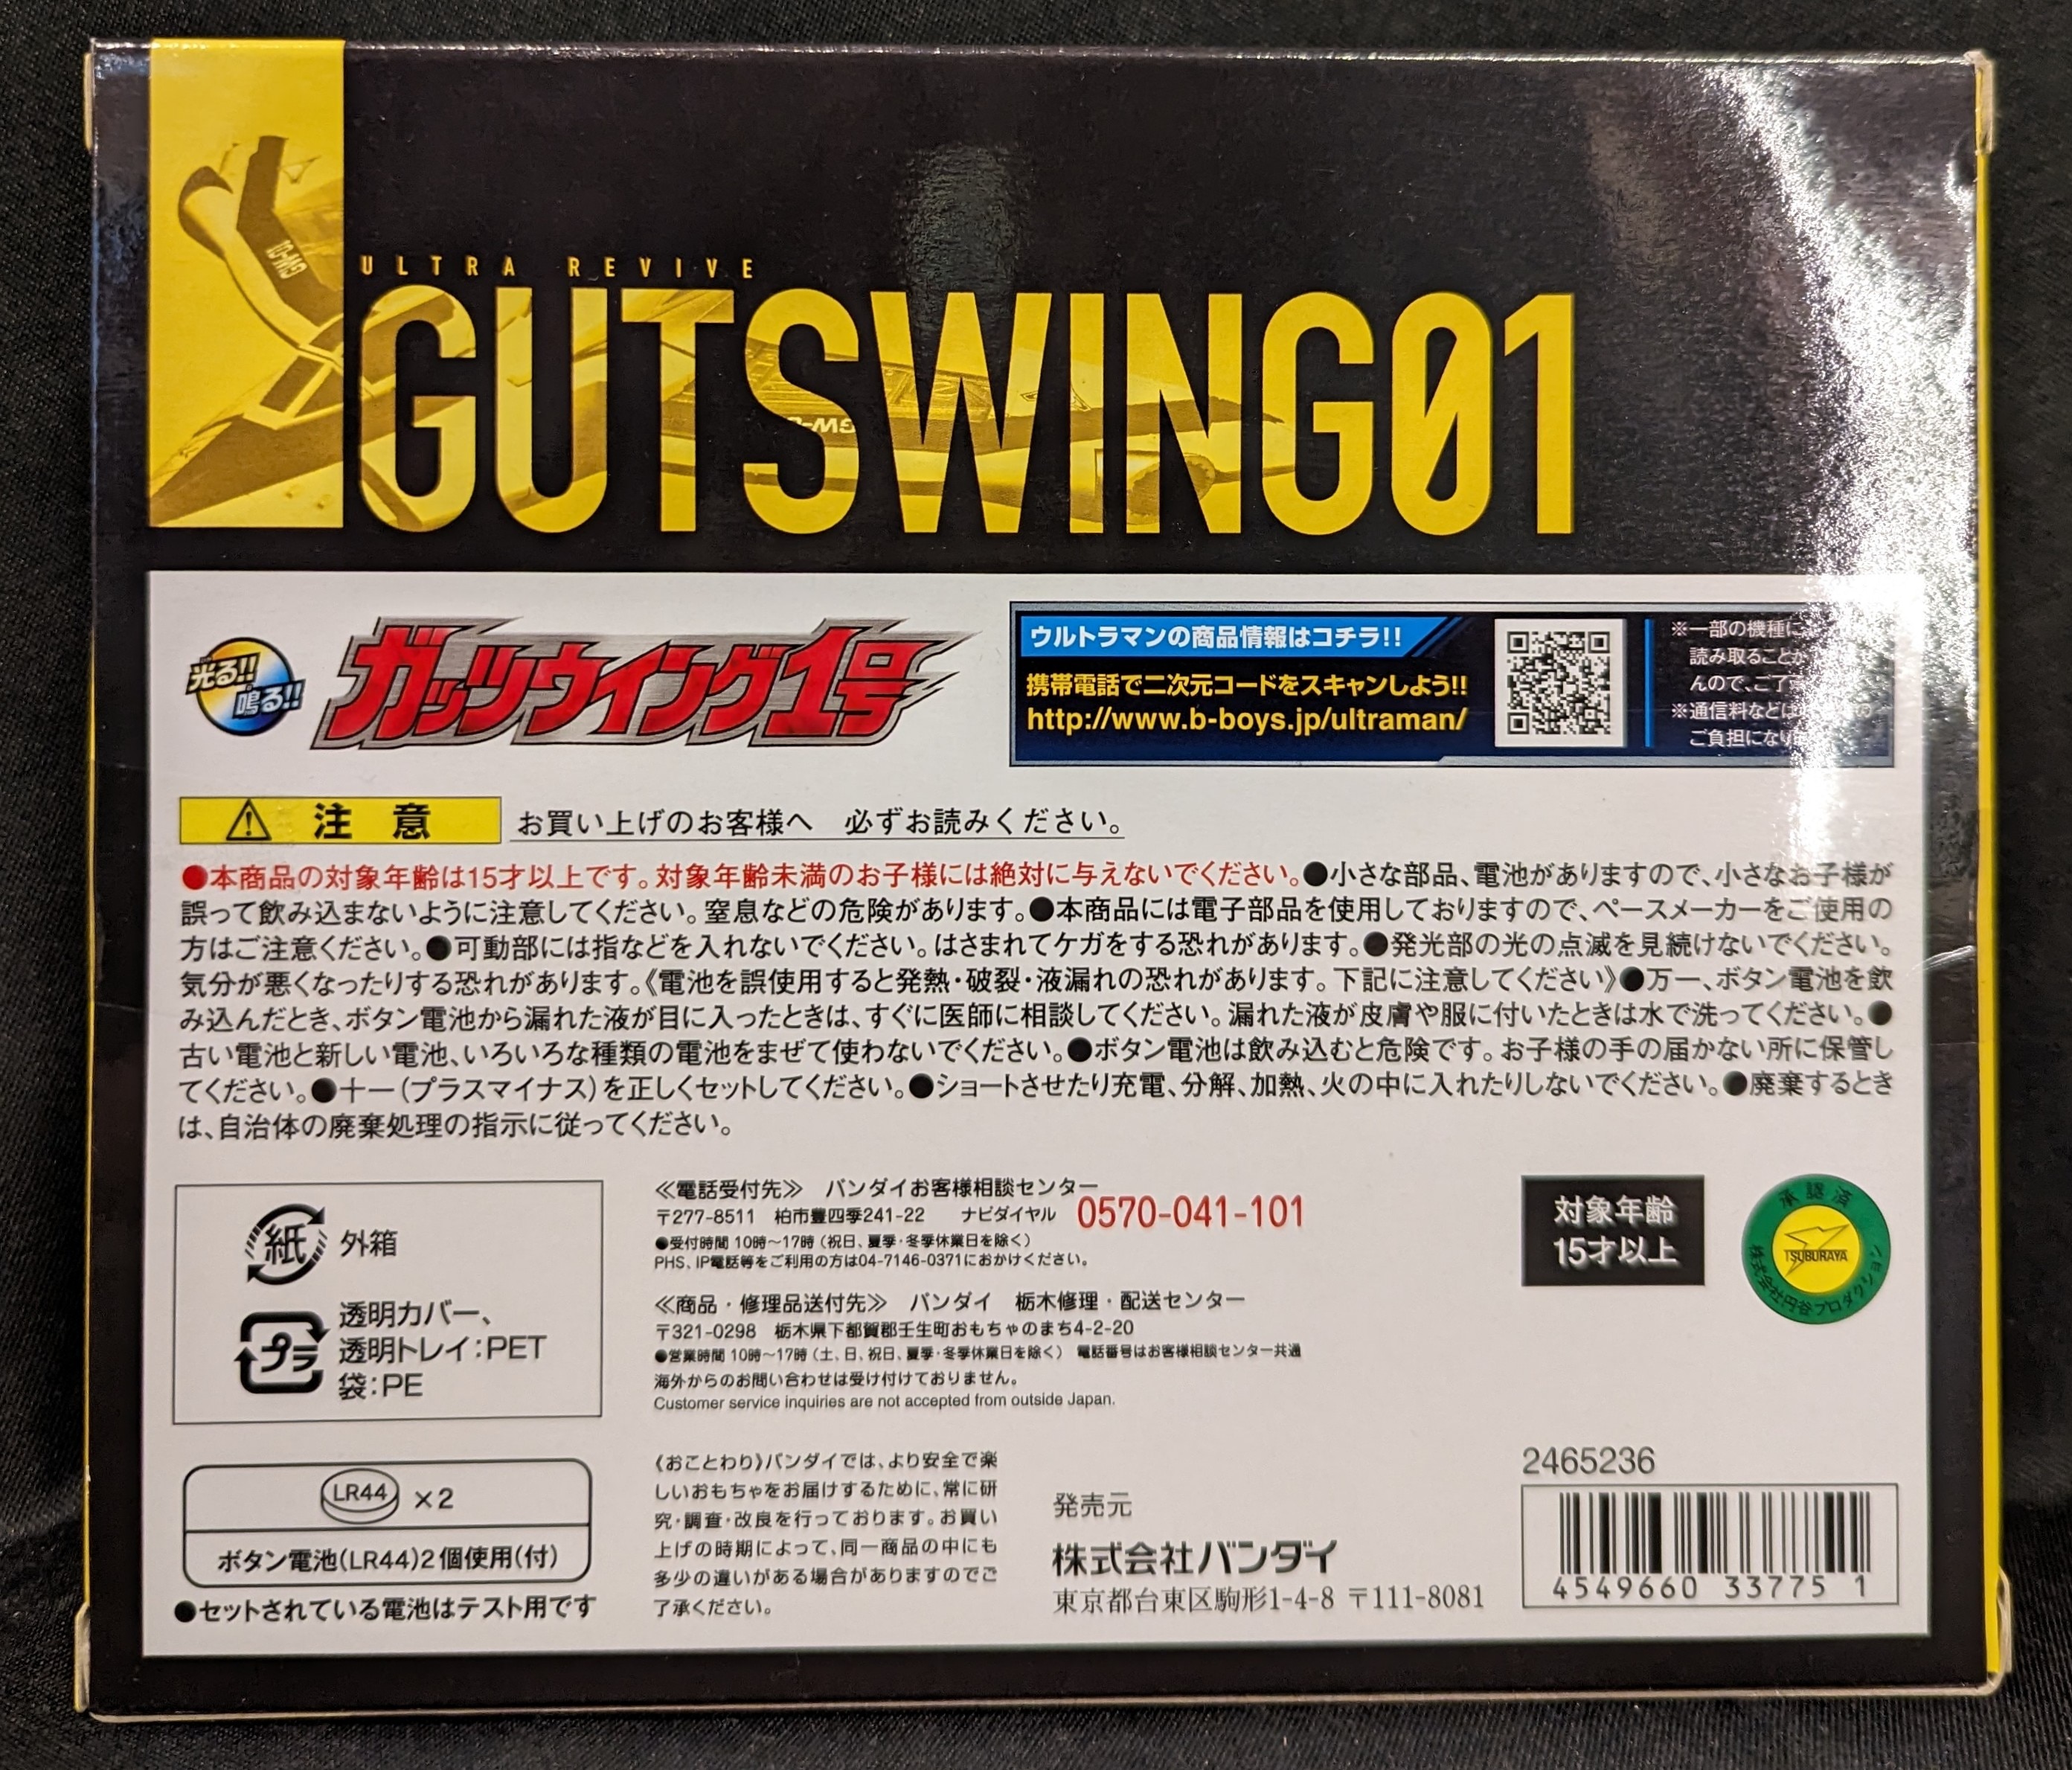 ULTRA REVIVE
GUTSWING01
光る!!
鳴る!!
ガッツウイング1号
ウルトラマンの商品情報はコチラ!!
携帯電話で二次元コードをスキャンしよう!!
http://www.b-boys.jp/ultraman/
※一部の機種に
読み取ること
んので、ご了
※通信料などは
ご負担になり
注意 お買い上げのお客様へ 必ずお読みください。
●本商品の対象年齢は15才以上です。対象年齢未満のお子様には絶対に与えないでください。●小さな部品、電池がありますので、小さなお子様が
誤って飲み込まないように注意してください。窒息などの危険があります。●本商品には電子部品を使用しておりますので、ペースメーカーをご使用の
方はご注意ください。●可動部には指などを入れないでください。はさまれてケガをする恐れがあります。●発光部の光の点滅を見続けないでください。
気分が悪くなったりする恐れがあります。《電池を誤使用すると発熱・破裂・液漏れの恐れがあります。下記に注意してください》●万一、ボタン電池を飲
み込んだとき、ボタン電池から漏れた液が目に入ったときは、すぐに医師に相談してください。漏れた液が皮膚や服に付いたときは水で洗ってください。●
古い電池と新しい電池、いろいろな種類の電池をまぜて使わないでください。●ボタン電池は飲み込むと危険です。お子様の手の届かない所に保管し
てください。●+−(プラスマイナス)を正しくセットしてください。●ショートさせたり充電、分解、加熱、火の中に入れたりしないでください。●廃棄するとき
は、自治体の廃棄処理の指示に従ってください。
紙 外箱
プラ
透明カバー、
透明トレイ:PET
袋:PE
LR44 ×2
ボタン電池(LR44)2個使用(付)
●セットされている電池はテスト用です
≪電話受付先≫ バンダイお客様相談センター
〒277-8511 柏市豊四季241-22 ナビダイヤル 0570-041-101
●受付時間 10時〜17時(祝日、夏季・冬季休業日を除く)
PHS、IP電話等をご利用の方は04-7146-0371におかけください。
≪商品・修理品送付先≫ バンダイ 栃木修理・配送センター
〒321-0298 栃木県下都賀郡壬生町おもちゃのまち4-2-20
●営業時間 10時〜17時(土、日、祝日、夏季・冬季休業日を除く) 電話番号はお客様相談センター共通
海外からのお問い合わせは受け付けておりません。
Customer service inquiries are not accepted from outside Japan.
《おことわり》バンダイでは、より安全で楽
しいおもちゃをお届けするために、常に研
究・調査・改良を行っております。お買い
上げの時期によって、同一商品の中にも
多少の違いがある場合がありますのでご
了承ください。
発売元
株式会社バンダイ
東京都台東区駒形1-4-8 〒111-8081
対象年齢
15才以上
承認済
TSUBURAYA
株式会社円谷プロダクション
2465236
4549660 33775 1